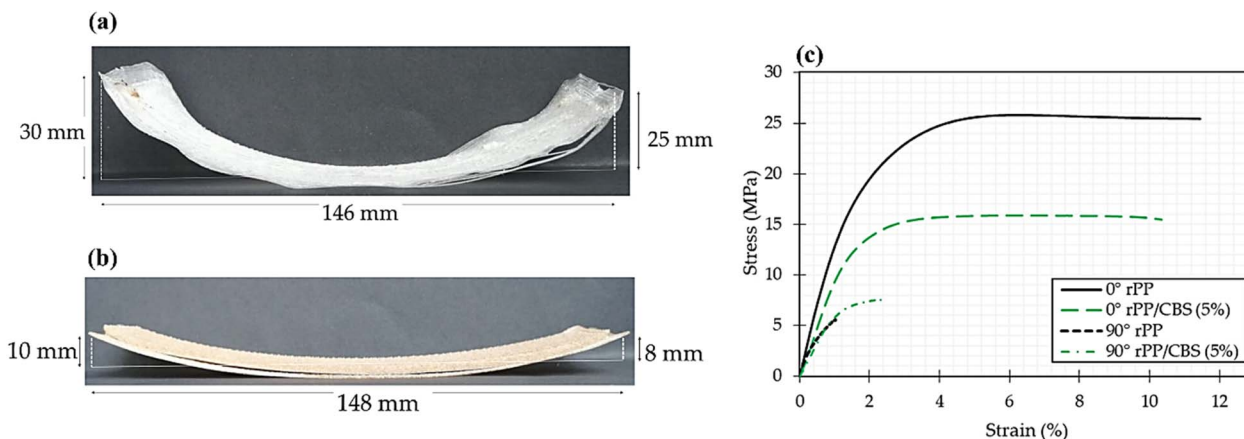 (a)
30 mm
25 mm
146 mm
(b)
10 mm
8 mm
148 mm
(c)
Stress (MPa)
30
25
20
15
10
5
0
0° rPP
0° rPP/CBS (5%)
90° rPP
90° rPP/CBS (5%)
0 2 4 6 8 10 12
Strain (%)